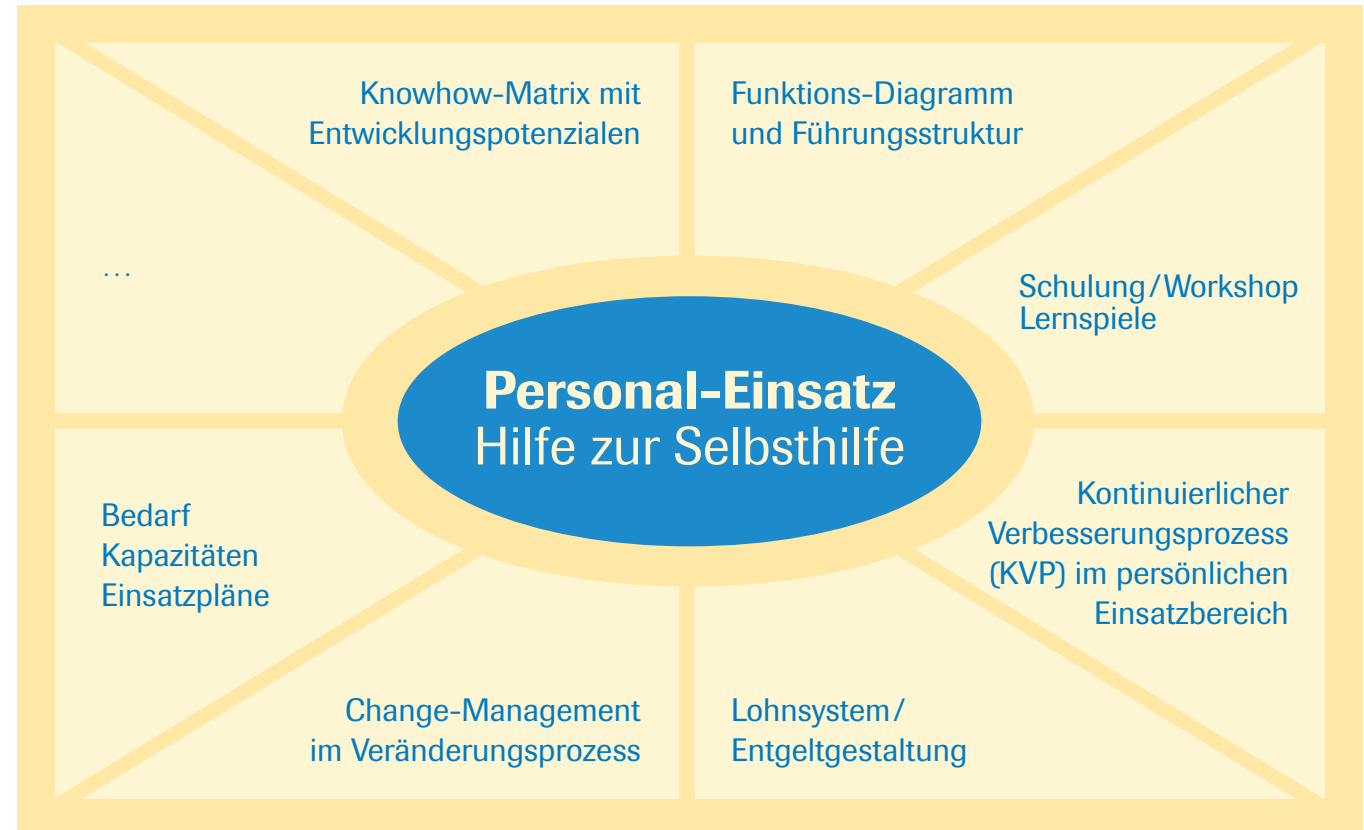 Knowhow-Matrix mit
Entwicklungspotenzialen
Funktions-Diagramm
und Führungsstruktur
…
Schulung/Workshop
Lernspiele
Personal-Einsatz
Hilfe zur Selbsthilfe
Bedarf
Kapazitäten
Einsatzpläne
Kontinuierlicher
Verbesserungsprozess
(KVP) im persönlichen
Einsatzbereich
Change-Management
im Veränderungsprozess
Lohnsystem/
Entgeltgestaltung